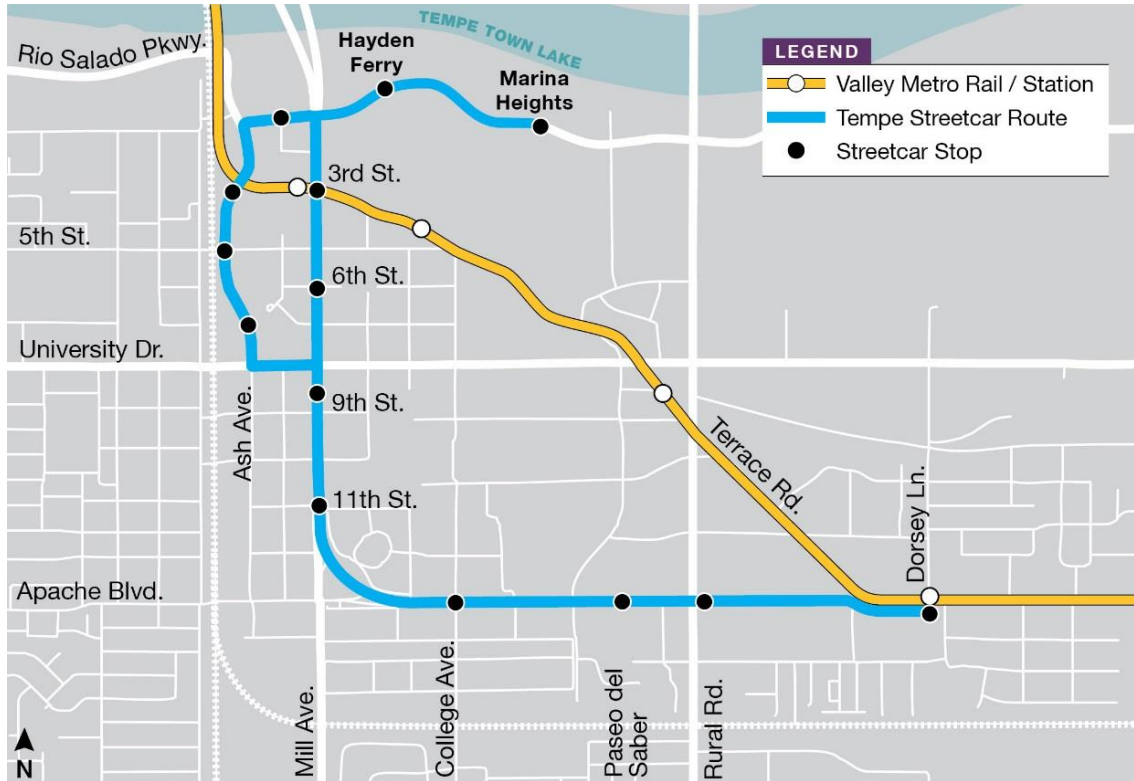 TEMPE TOWN LAKE
Rio Salado Pkwy.
Hayden
Ferry
Marina
Heights
LEGEND
Valley Metro Rail / Station
Tempe Streetcar Route
Streetcar Stop
3rd St.
5th St.
6th St.
University Dr.
9th St.
Ash Ave.
11th St.
Terrace Rd.
Dorsey Ln.
Apache Blvd.
Mill Ave.
College Ave.
Paseo del
Saber
Rural Rd.
N